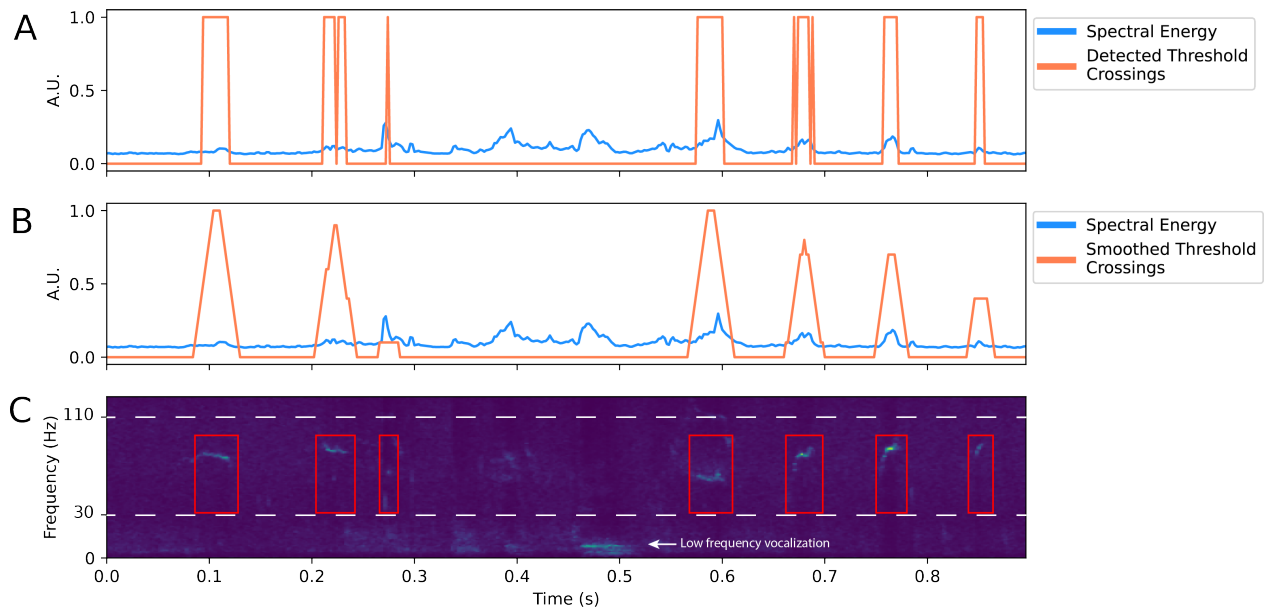 A
1.0
0.5
0.0
A.U.
Spectral Energy
Detected Threshold
Crossings
B
1.0
0.5
0.0
A.U.
Spectral Energy
Smoothed Threshold
Crossings
C
110
30
0
Frequency (Hz)
Low frequency vocalization
0.0 0.1 0.2 0.3 0.4 0.5 0.6 0.7 0.8
Time (s)